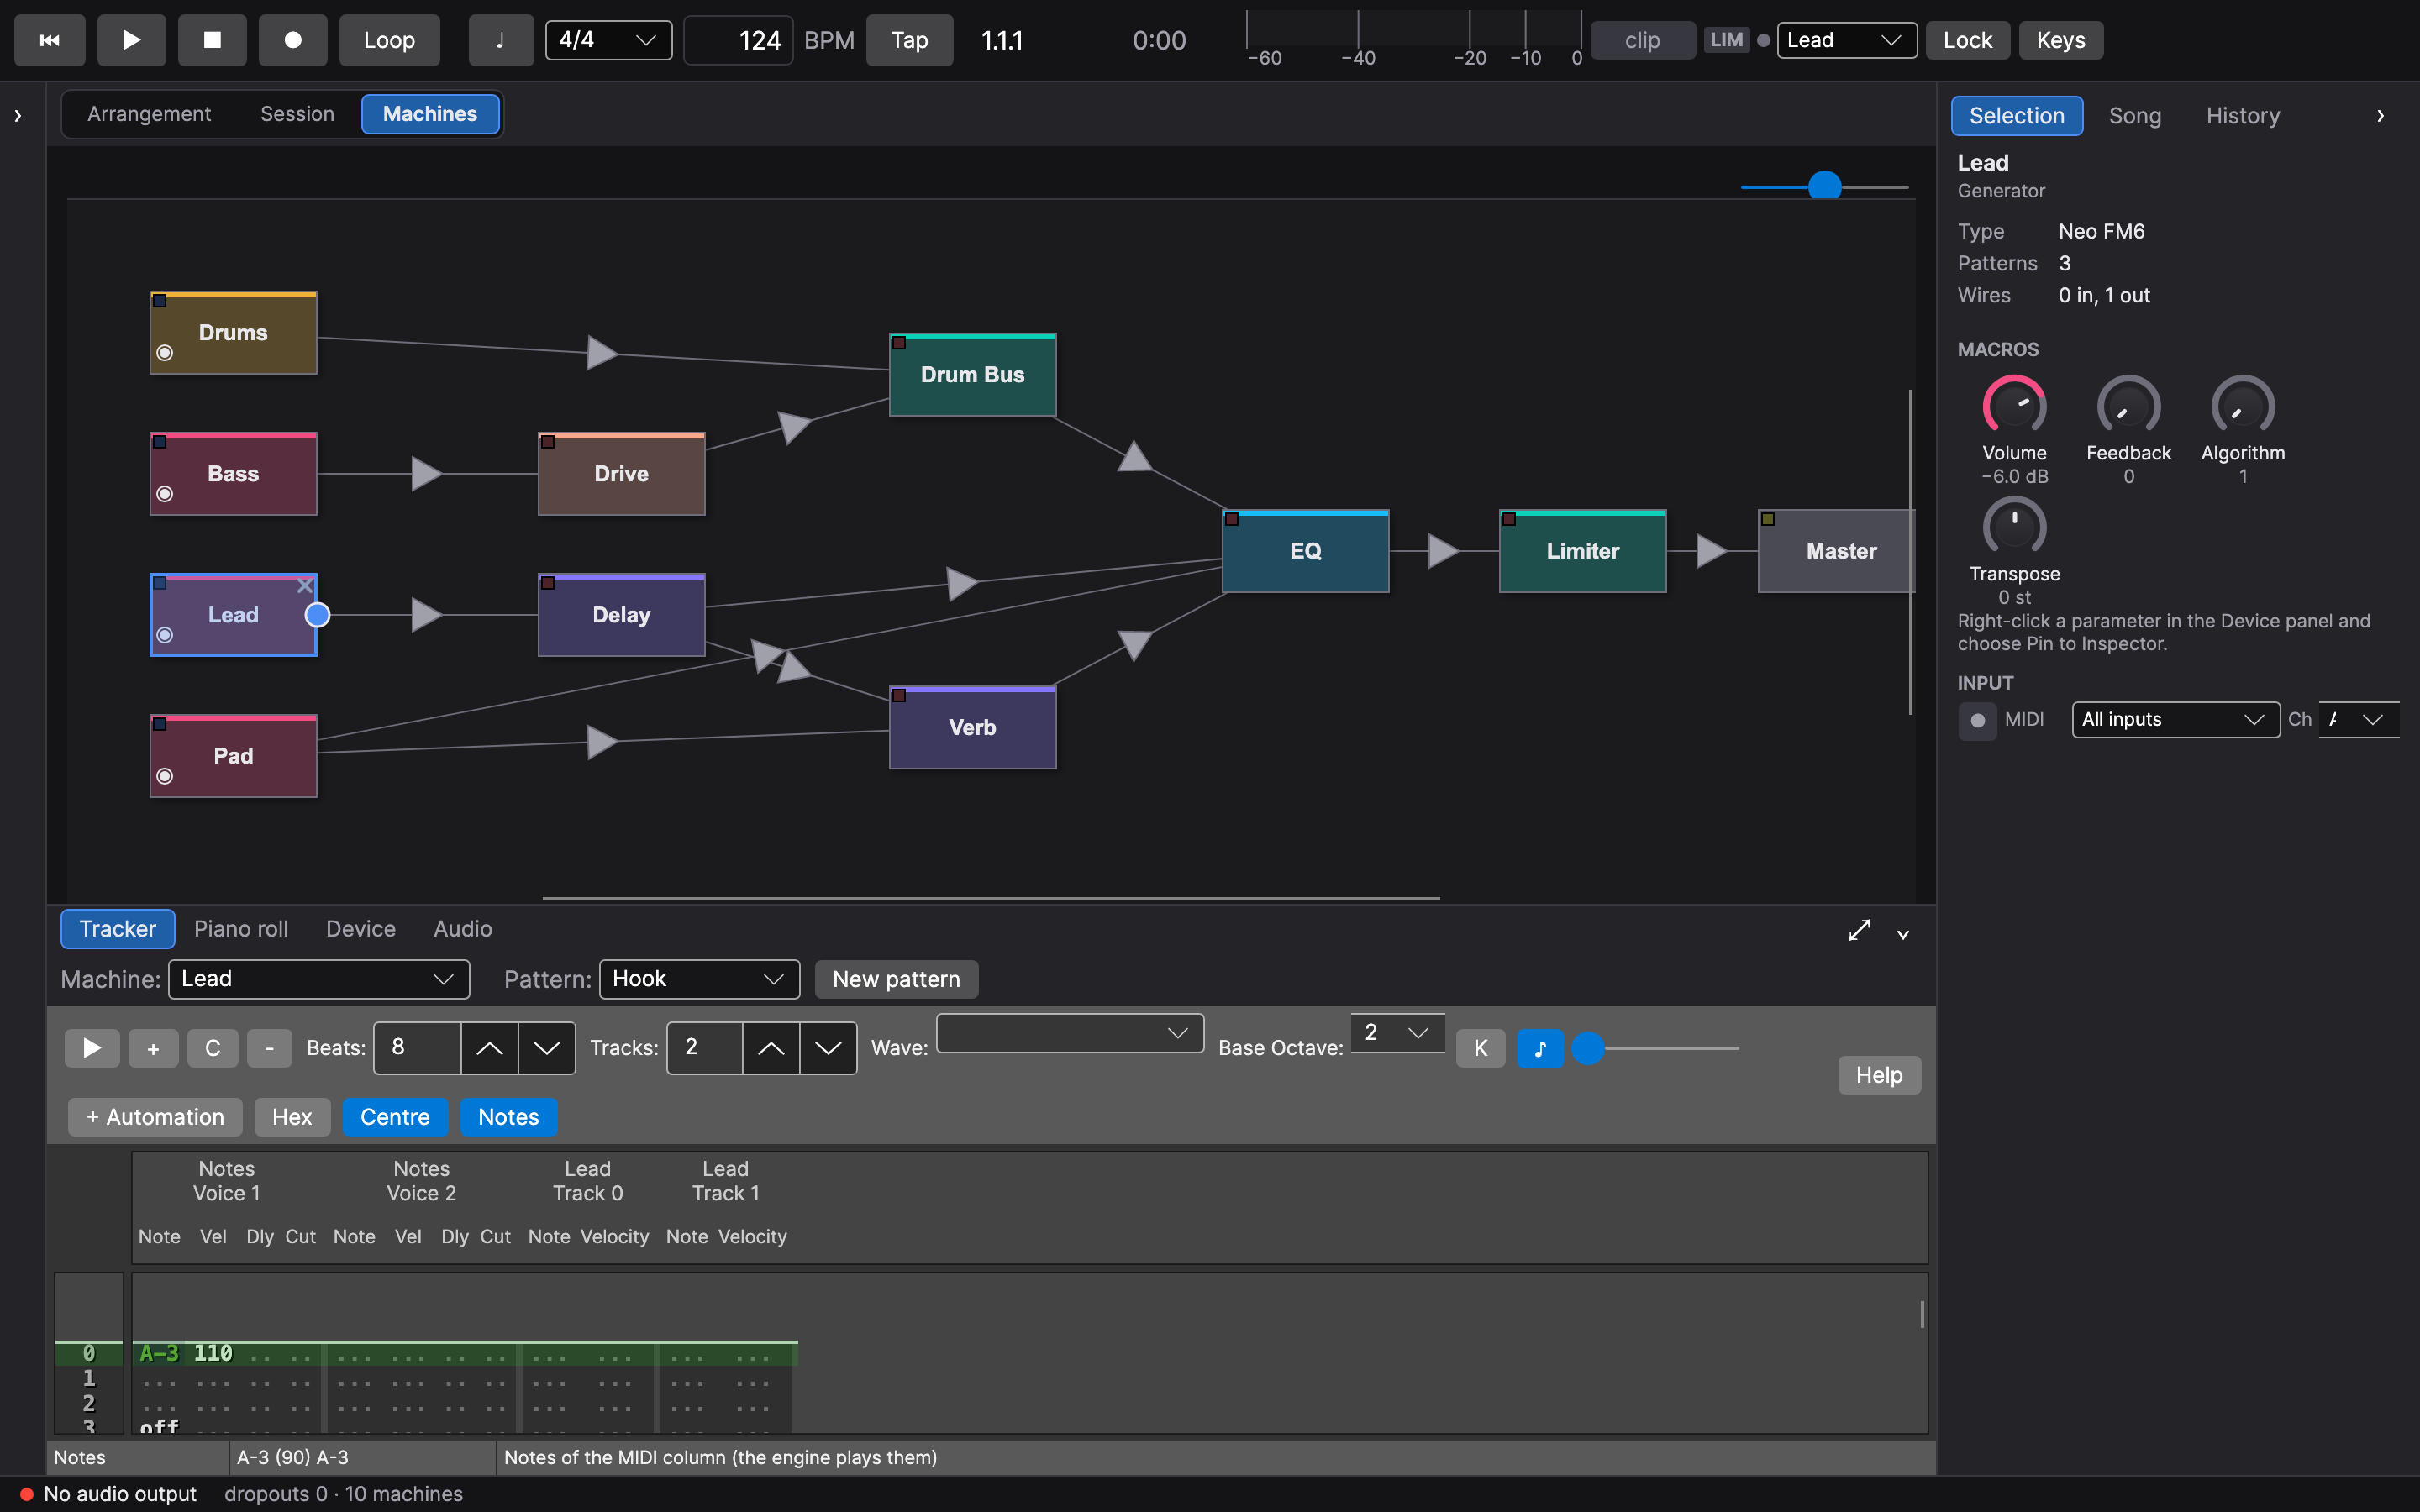 Loop
4/4
124 BPM
Tap
1.1.1
0:00
-60 -40 -20 -10 0
clip
LIM
Lead
Lock
Keys
Arrangement Session Machines
Selection Song History
Lead
Generator
Type Neo FM6
Patterns 3
Wires 0 in, 1 out
MACROS
Volume Feedback Algorithm
−6.0 dB 0 1
Transpose
0 st
Right-click a parameter in the Device panel and
choose Pin to Inspector.
INPUT
MIDI All inputs Ch
Drums
Drum Bus
Bass
Drive
EQ
Limiter
Master
Lead
Delay
Verb
Pad
Tracker Piano roll Device Audio
Machine: Lead Pattern: Hook New pattern
+ C - Beats: 8 Tracks: 2 Wave: Base Octave: 2 K
Help
+ Automation Hex Centre Notes
Notes Notes Lead Lead
Voice 1 Voice 2 Track 0 Track 1
Note Vel Dly Cut Note Vel Dly Cut Note Velocity Note Velocity
0 A-3 110 .. .. ... ... .. .. ... ... ... ...
1 ... ... .. .. ... ... .. .. ... ... ... ...
2 ... ... .. .. ... ... .. .. ... ... ... ...
3 off
Notes A-3 (90) A-3 Notes of the MIDI column (the engine plays them)
No audio output dropouts 0 · 10 machines